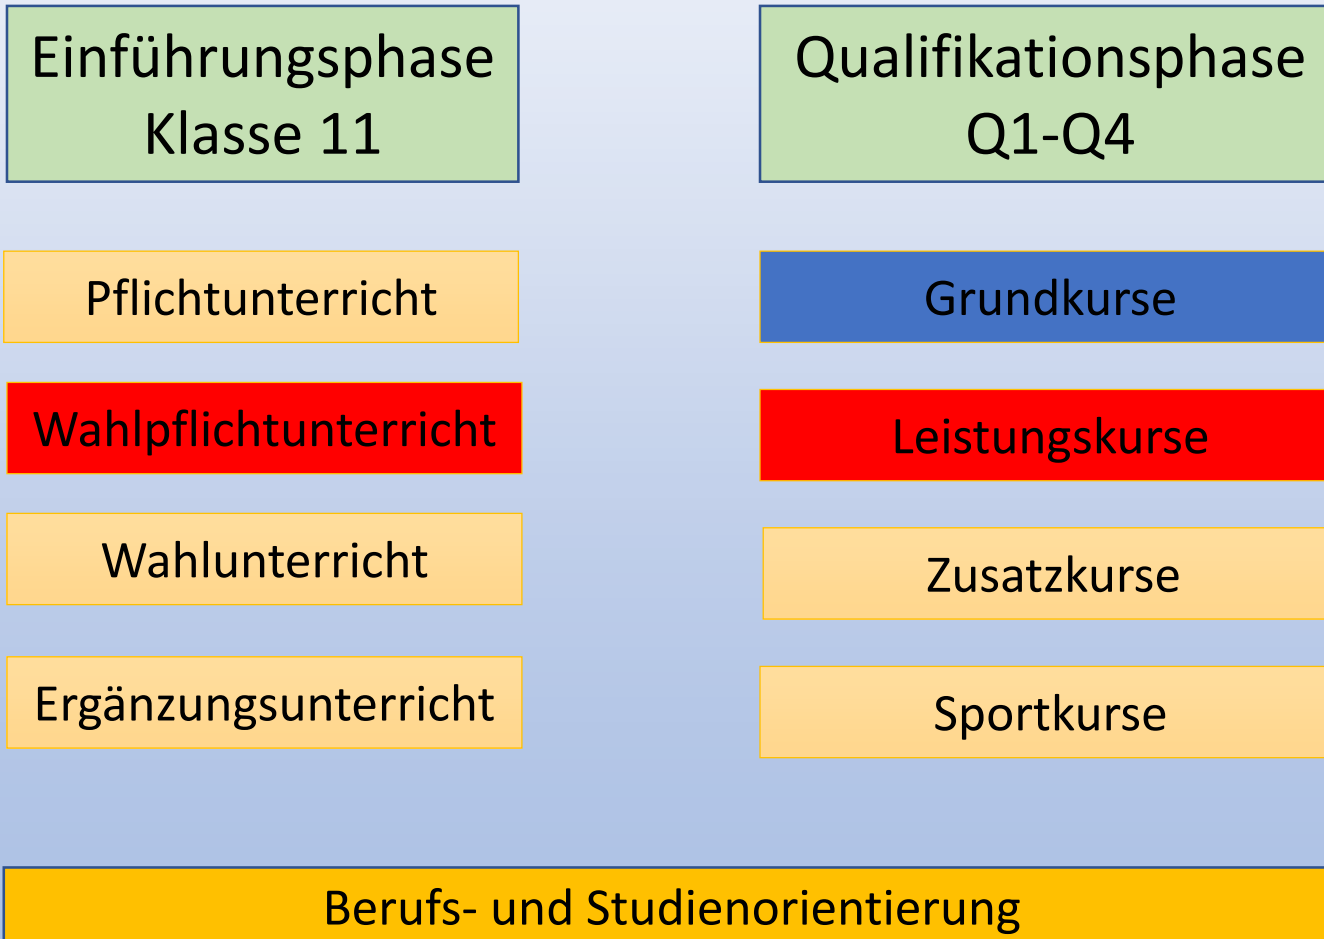 Einführungsphase
Klasse 11
Qualifikationsphase
Q1-Q4
Pflichtunterricht
Wahlpflichtunterricht
Wahlunterricht
Ergänzungsunterricht
Grundkurse
Leistungskurse
Zusatzkurse
Sportkurse
Berufs- und Studienorientierung